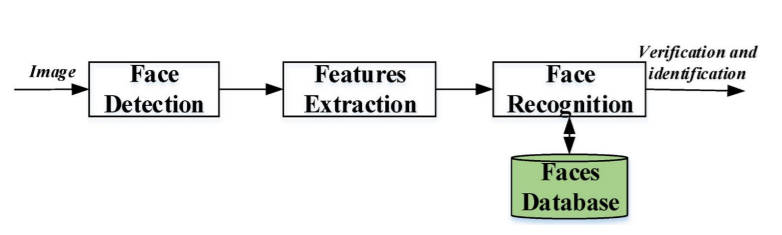 Image
Face
Detection
Features
Extraction
Face
Recognition
Verification and
identification
Faces
Database